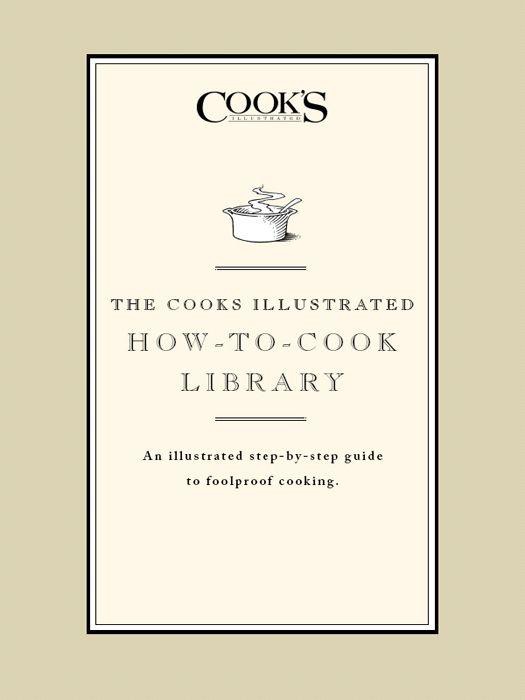 COOK'S
ILLUSTRATED
THE COOKS ILLUSTRATED
HOW-TO-COOK
LIBRARY
An illustrated step-by-step guide
to foolproof cooking.